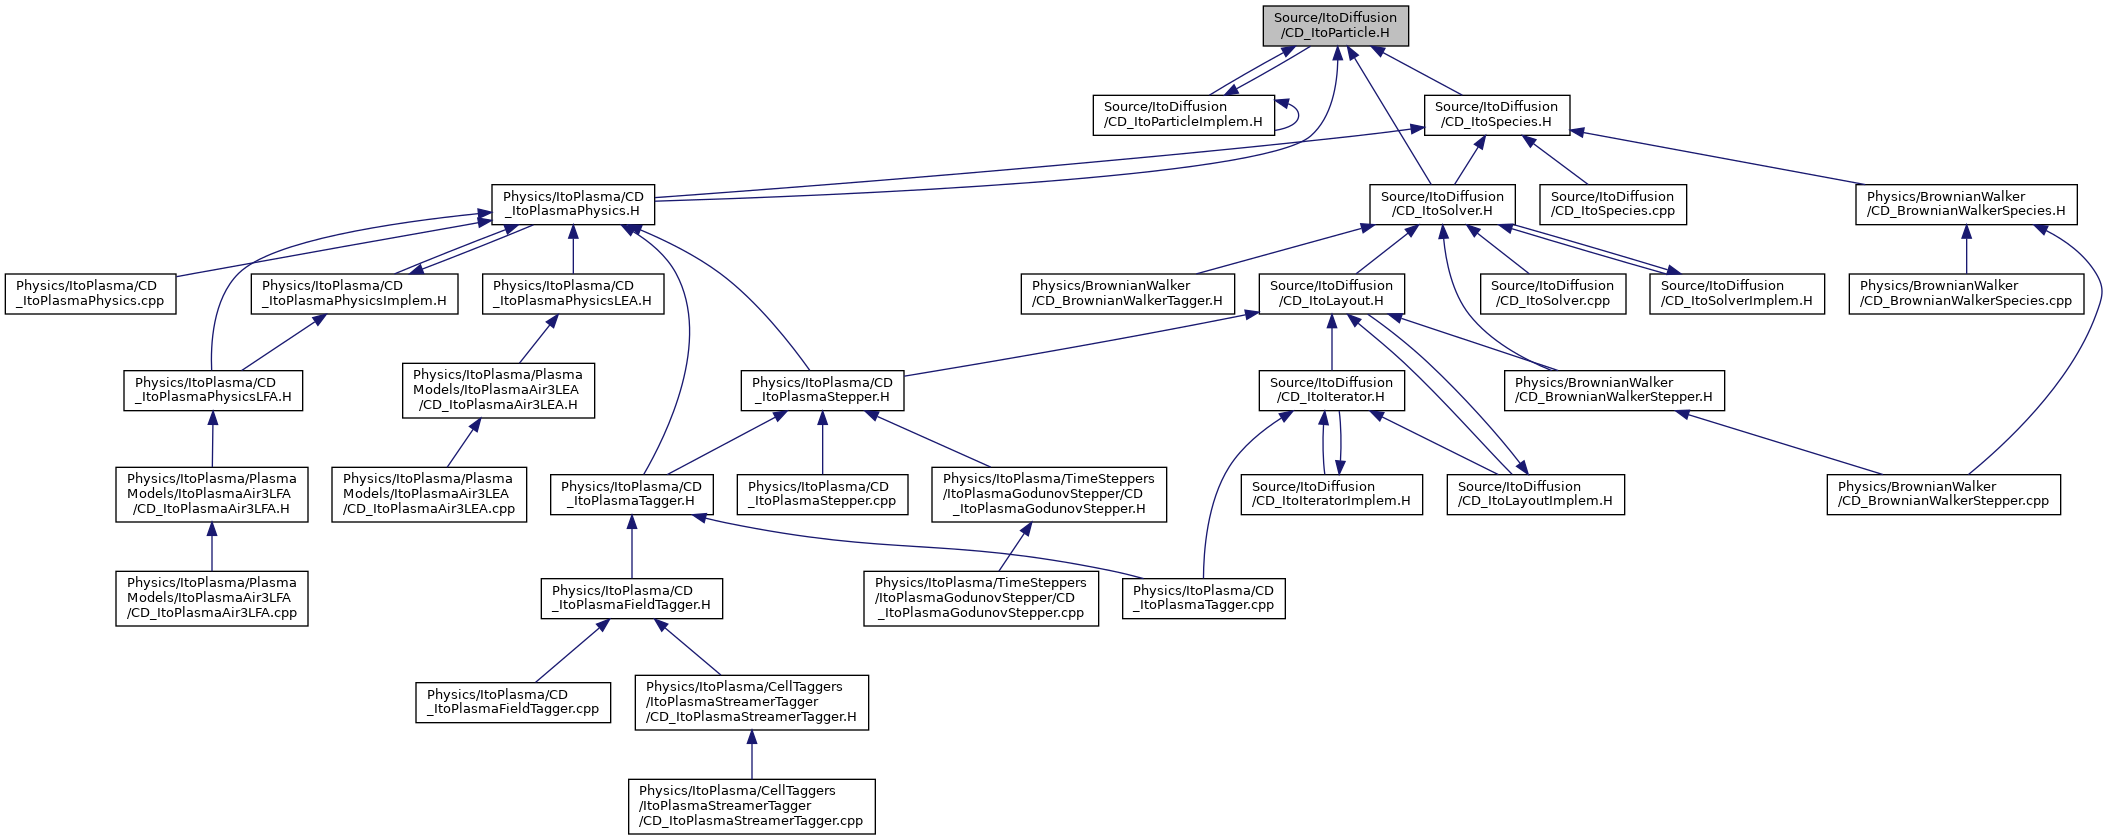 Source/ItoDiffusion
/CD_ItoParticle.H
Source/ItoDiffusion
/CD_ItoParticleImplem.H
Source/ItoDiffusion
/CD_ItoSpecies.H
Physics/ItoPlasma/CD
_ItoPlasmaPhysics.H
Source/ItoDiffusion
/CD_ItoSolver.H
Source/ItoDiffusion
/CD_ItoSpecies.cpp
Physics/BrownianWalker
/CD_BrownianWalkerSpecies.H
Physics/ItoPlasma/CD
_ItoPlasmaPhysics.cpp
Physics/ItoPlasma/CD
_ItoPlasmaPhysicsImplem.H
Physics/ItoPlasma/CD
_ItoPlasmaPhysicsLEA.H
Physics/BrownianWalker
/CD_BrownianWalkerTagger.H
Source/ItoDiffusion
/CD_ItoLayout.H
Source/ItoDiffusion
/CD_ItoSolver.cpp
Source/ItoDiffusion
/CD_ItoSolverImplem.H
Physics/BrownianWalker
/CD_BrownianWalkerSpecies.cpp
Physics/ItoPlasma/CD
_ItoPlasmaPhysicsLFA.H
Physics/ItoPlasma/Plasma
Models/ItoPlasmaAir3LEA
/CD_ItoPlasmaAir3LEA.H
Physics/ItoPlasma/CD
_ItoPlasmaStepper.H
Source/ItoDiffusion
/CD_ItoIterator.H
Physics/BrownianWalker
/CD_BrownianWalkerStepper.H
Physics/ItoPlasma/Plasma
Models/ItoPlasmaAir3LFA
/CD_ItoPlasmaAir3LFA.H
Physics/ItoPlasma/Plasma
Models/ItoPlasmaAir3LEA
/CD_ItoPlasmaAir3LEA.cpp
Physics/ItoPlasma/CD
_ItoPlasmaTagger.H
Physics/ItoPlasma/CD
_ItoPlasmaStepper.cpp
Physics/ItoPlasma/TimeSteppers
/ItoPlasmaGodunovStepper/CD
_ItoPlasmaGodunovStepper.H
Source/ItoDiffusion
/CD_ItoIteratorImplem.H
Source/ItoDiffusion
/CD_ItoLayoutImplem.H
Physics/BrownianWalker
/CD_BrownianWalkerStepper.cpp
Physics/ItoPlasma/Plasma
Models/ItoPlasmaAir3LFA
/CD_ItoPlasmaAir3LFA.cpp
Physics/ItoPlasma/CD
_ItoPlasmaFieldTagger.H
Physics/ItoPlasma/TimeSteppers
/ItoPlasmaGodunovStepper/CD
_ItoPlasmaGodunovStepper.cpp
Physics/ItoPlasma/CD
_ItoPlasmaTagger.cpp
Physics/ItoPlasma/CD
_ItoPlasmaFieldTagger.cpp
Physics/ItoPlasma/CellTaggers
/ItoPlasmaStreamerTagger
/CD_ItoPlasmaStreamerTagger.H
Physics/ItoPlasma/CellTaggers
/ItoPlasmaStreamerTagger
/CD_ItoPlasmaStreamerTagger.cpp